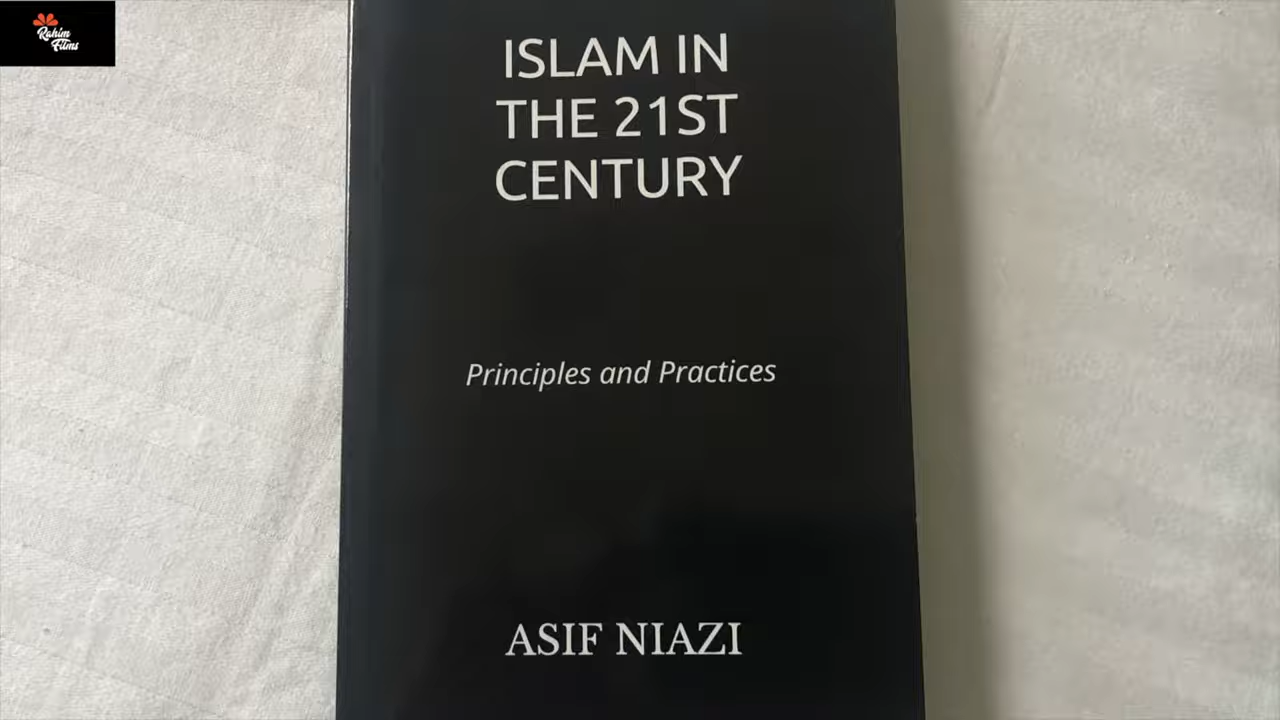 Rahim
Films
ISLAM IN
THE 21ST
CENTURY
Principles and Practices
ASIF NIAZI